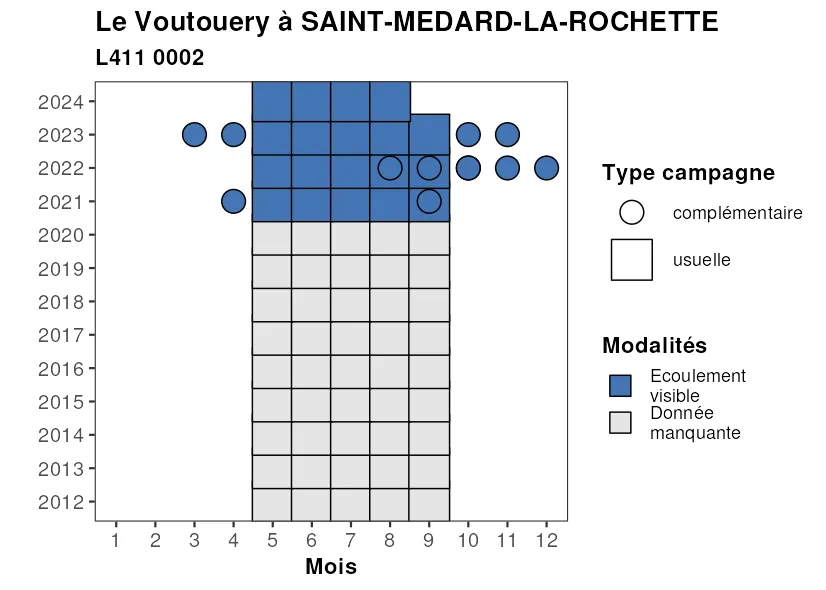 Le Voutouery à SAINT-MEDARD-LA-ROCHETTE
L411 0002
2024
2023
2022
2021
2020
2019
2018
2017
2016
2015
2014
2013
2012
1 2 3 4 5 6 7 8 9 10 11 12
Mois
Type campagne
complémentaire
usuelle
Modalités
Ecoulement
visible
Donnée
manquante